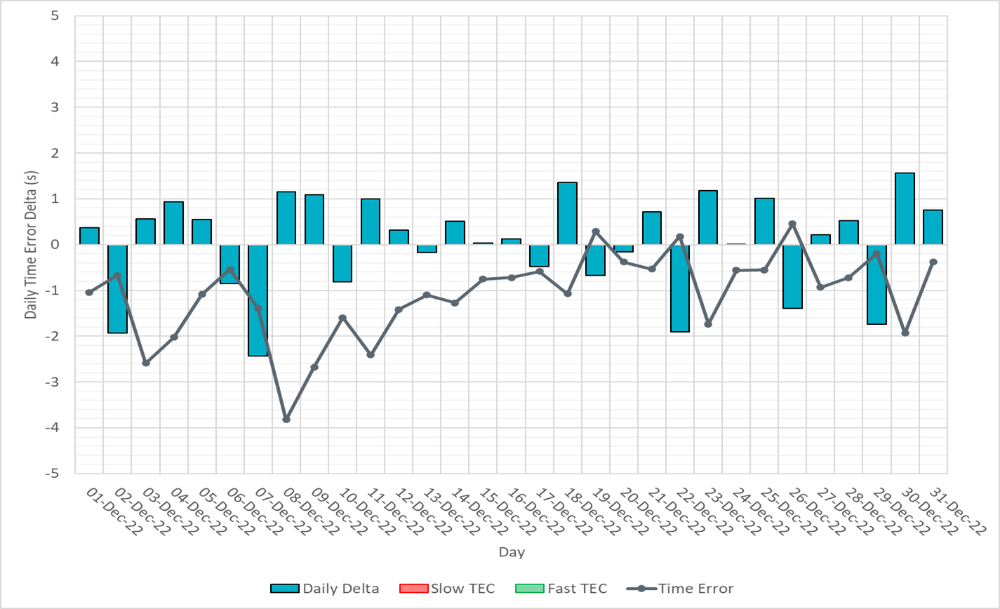 5
4
3
2
1
0
-1
-2
-3
-4
-5
Daily Time Error Delta (s)
01-Dec-22
02-Dec-22
03-Dec-22
04-Dec-22
05-Dec-22
06-Dec-22
07-Dec-22
08-Dec-22
09-Dec-22
10-Dec-22
11-Dec-22
12-Dec-22
13-Dec-22
14-Dec-22
15-Dec-22
16-Dec-22
17-Dec-22
18-Dec-22
19-Dec-22
20-Dec-22
21-Dec-22
22-Dec-22
23-Dec-22
24-Dec-22
25-Dec-22
26-Dec-22
27-Dec-22
28-Dec-22
29-Dec-22
30-Dec-22
31-Dec-22
Day
Daily Delta Slow TEC Fast TEC Time Error